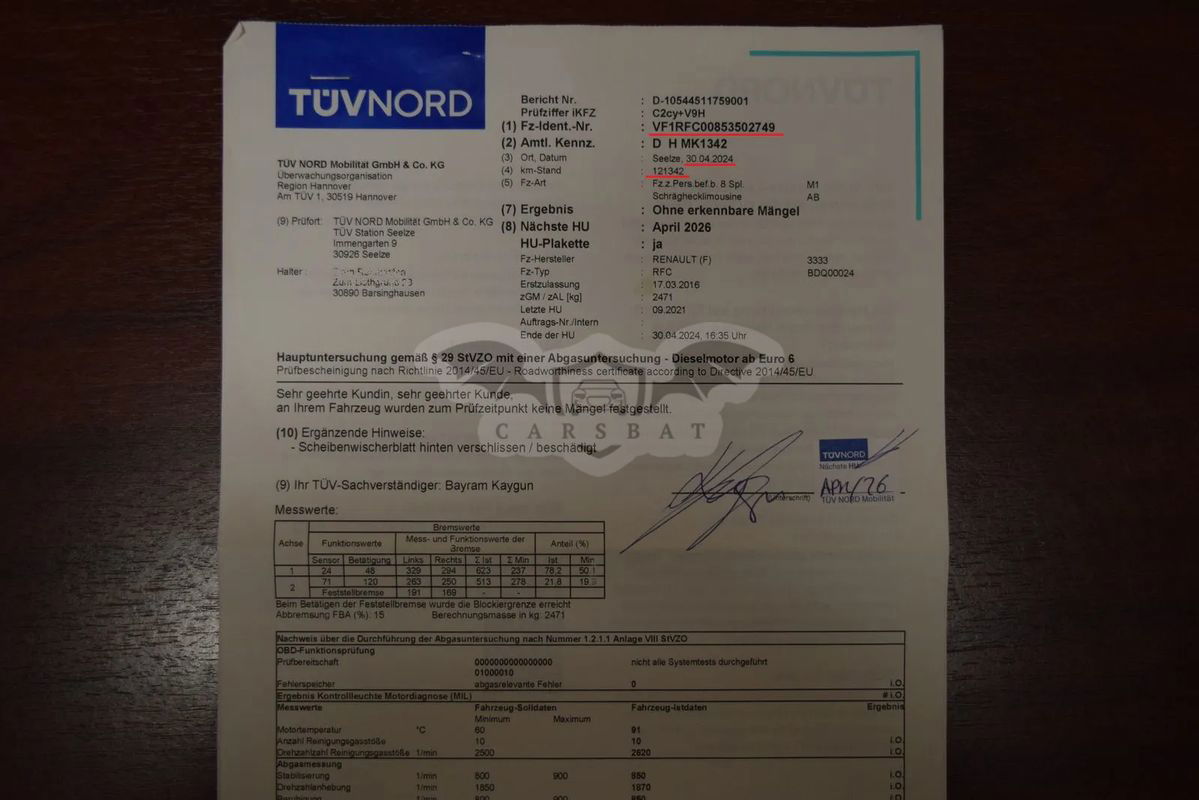 TÜVNORD
TÜV NORD Mobilität GmbH & Co. KG
Überwachungsorganisation
Region Hannover
Am TÜV 1, 30519 Hannover
(9) Prüfort: TÜV NORD Mobilität GmbH & Co. KG
TÜV Station Seelze
Immengarten 9
30926 Seelze
Halter :
30890 Barsinghausen
Bericht Nr. : D-10544511759001
Prüfziffer iKFZ : C2cy+V9H
(1) Fz-Ident.-Nr. : VF1RFC00853502749
(2) Amtl. Kennz. : D H MK1342
(3) Ort, Datum : Seelze, 30.04.2024
(4) km-Stand : 121342
(5) Fz-Art : Fz.z.Pers.bef.b. 8 Spl. M1
Schräghecklimousine AB
(7) Ergebnis : Ohne erkennbare Mängel
(8) Nächste HU : April 2026
HU-Plakette : ja
Fz-Hersteller : RENAULT (F) 3333
Fz-Typ : RFC BDQ00024
Erstzulassung : 17.03.2016
zGM / zAL [kg] : 2471
Letzte HU : 09.2021
Auftrags-Nr./Intern :
Ende der HU : 30.04.2024, 16:35 Uhr
Hauptuntersuchung gemäß § 29 StVZO mit einer Abgasuntersuchung - Dieselmotor ab Euro 6
Prüfbescheinigung nach Richtlinie 2014/45/EU - Roadworthiness certificate according to Directive 2014/45/EU
Sehr geehrte Kundin, sehr geehrter Kunde,
an Ihrem Fahrzeug wurden zum Prüfzeitpunkt keine Mängel festgestellt.
CARSBAT
(10) Ergänzende Hinweise:
- Scheibenwischerblatt hinten verschlissen / beschädigt
TÜVNORD
Nächste HU
April/26
(Unterschrift) TÜV NORD Mobilität
(9) Ihr TÜV-Sachverständiger: Bayram Kaygun
Messwerte:
Achse Bremswerte
Funktionswerte Mess- und Funktionswerte der Bremse Anteil (%)
Sensor Betätigung Links Rechts Σ Ist Σ Min Ist Min
1 24 48 329 294 623 237 78,2 50,1
2 71 120 263 250 513 278 21,8
Feststellbremse 191 169 - - - -
Beim Betätigen der Feststellbremse wurde die Blockiergrenze erreicht
Abbremsung FBA (%): 15 Berechnungsmasse in kg: 2471
Nachweis über die Durchführung der Abgasuntersuchung nach Nummer 1.2.1.1 Anlage VIII StVZO
OBD-Funktionsprüfung
Prüfbereitschaft 0000000000000000 nicht alle Systemtests durchgeführt
01000010
Fehlerspeicher abgasrelevante Fehler 0 i.O.
Ergebnis Kontrollleuchte Motordiagnose (MIL) # i.O.
Messwerte Fahrzeug-Solldaten Fahrzeug-Istdaten Ergebnis
Minimum Maximum
Motortemperatur °C 60 91
Anzahl Reinigungsgasstöße 10 10 i.O.
Drehzahlzahl Reinigungsgasstöße 1/min 2500 2620 i.O.
Abgasmessung
Stabilisierung 1/min 800 900 850 i.O.
Drehzahlanhebung 1/min 1850 1870 i.O.
1/min 800 900 850 i.O.